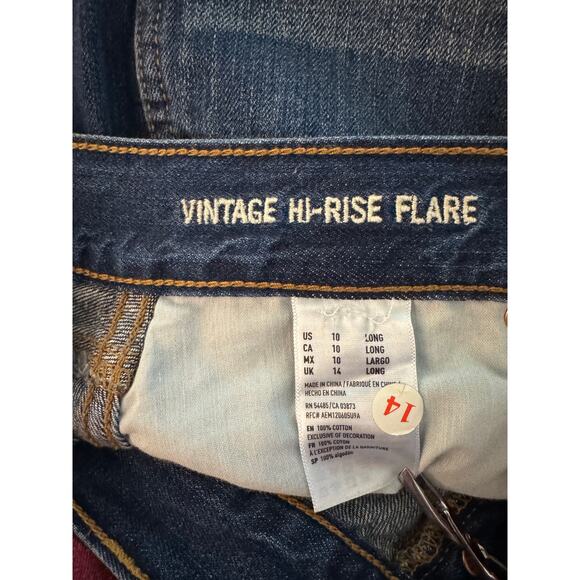 VINTAGE HI-RISE FLARE
US 10 LONG
CA 10 LONG
MX 10 LARGO
UK 14 LONG
MADE IN CHINA / FABRIQUÉ EN
HECHO EN CHINA
RN 54485/CA 03873
RFC# AEM120605U9A
EN 100% COTTON
EXCLUSIVE OF DECORATION
FR 100% COTON
À L'EXCEPTION DE LA GARNITURE
SP 100% algodón
14